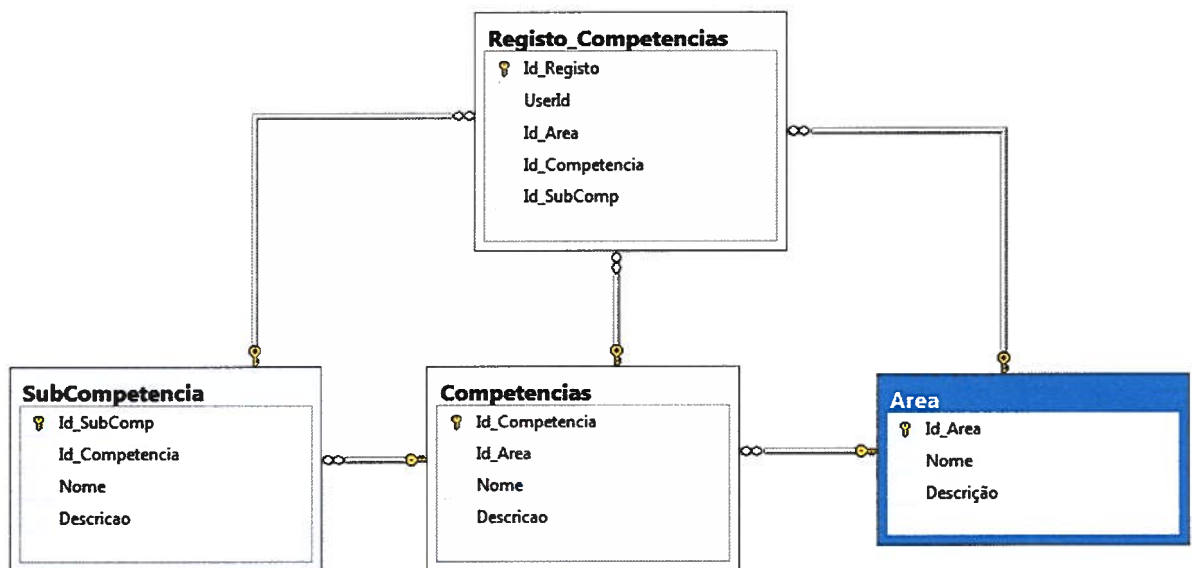 Registo_Competencias
Id_Registo
UserId
Id_Area
Id_Competencia
Id_SubComp
SubCompetencia
Id_SubComp
Id_Competencia
Nome
Descricao
Competencias
Id_Competencia
Id_Area
Nome
Descricao
Area
Id_Area
Nome
Descrição